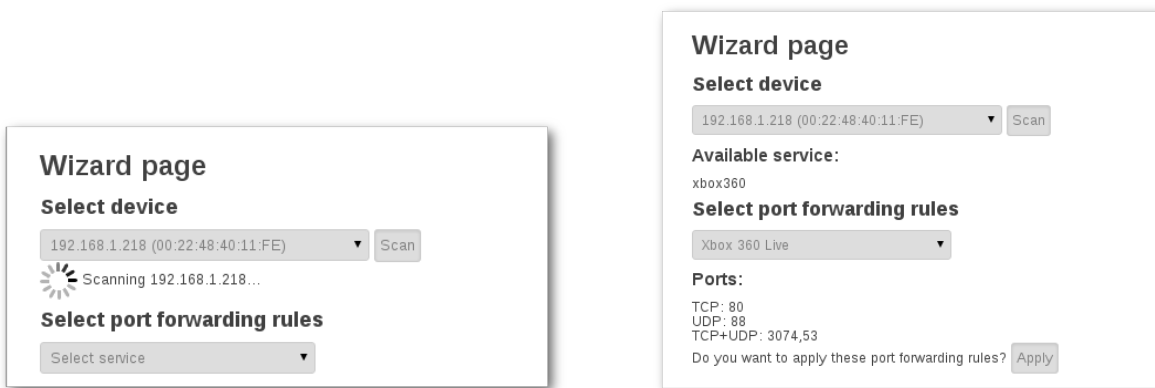 Wizard page
Select device
192.168.1.218 (00:22:48:40:11:FE) Scan
Scanning 192.168.1.218...
Select port forwarding rules
Select service
Wizard page
Select device
192.168.1.218 (00:22:48:40:11:FE) Scan
Available service:
xbox360
Select port forwarding rules
Xbox 360 Live
Ports:
TCP: 80
UDP: 88
TCP+UDP: 3074,53
Do you want to apply these port forwarding rules? Apply